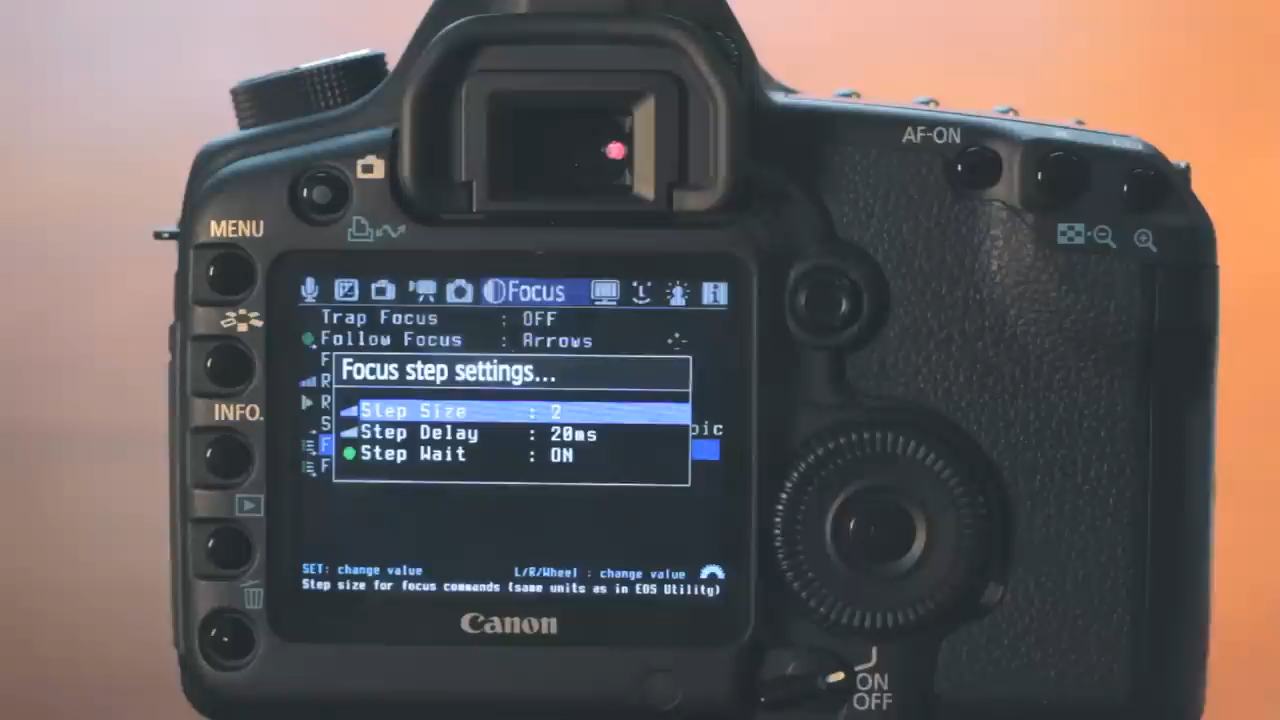 AF-ON
MENU
Focus
Trap Focus : OFF
Follow Focus : Arrows
F
Focus step settings...
R
R
Step Size : 2
S
Step Delay : 20ms
F
Step Wait : ON
F
INFO.
SET: change value L/R/Wheel : change value
Step size for focus commands (same units as in EOS Utility)
Canon
ON
OFF